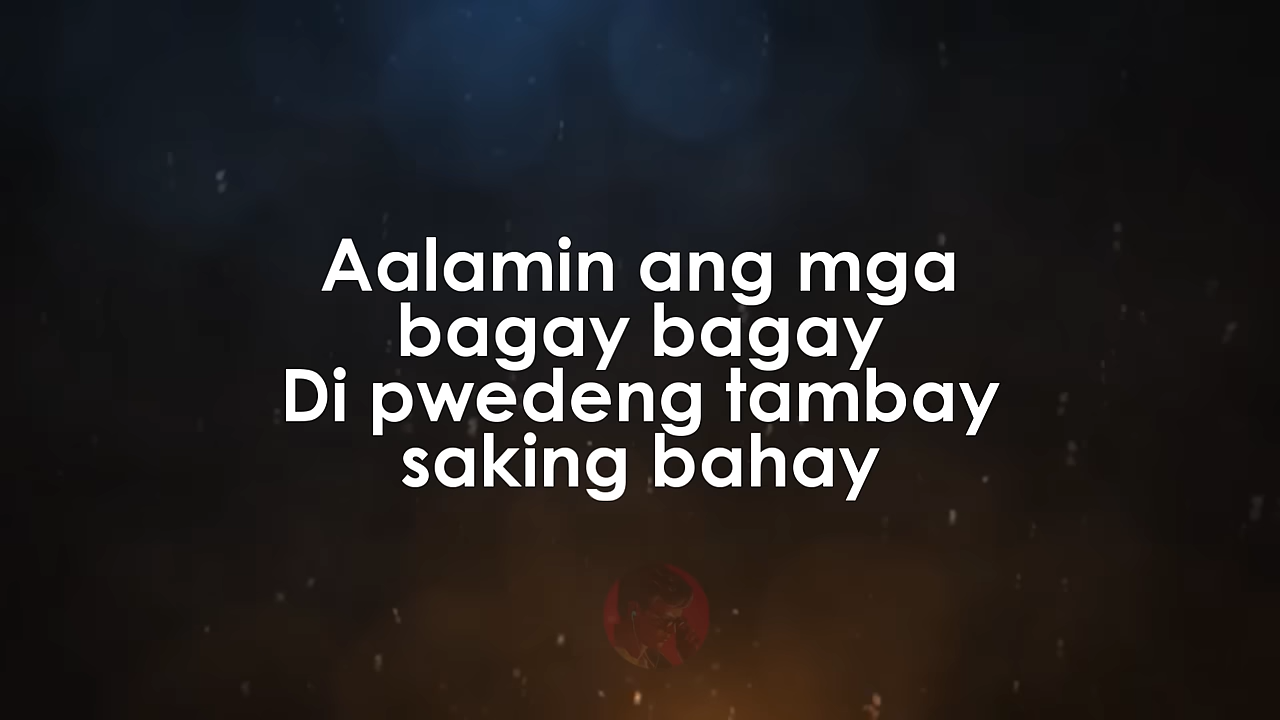 Aalamin ang mga
bagay bagay
Di pwedeng tambay
saking bahay